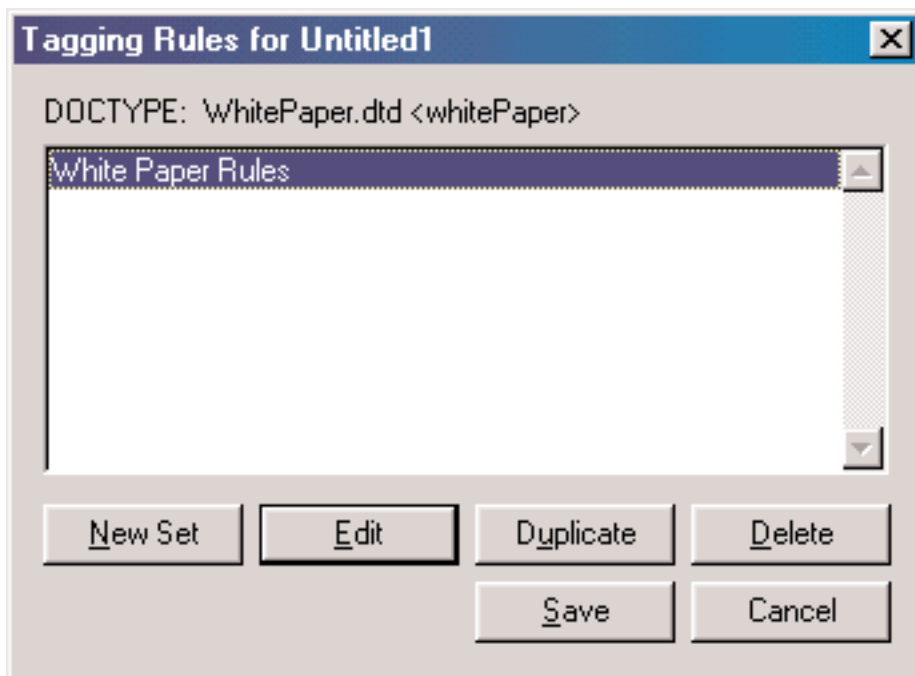 Tagging Rules for Untitled1
DOCTYPE: WhitePaper.dtd <whitePaper>
White Paper Rules
New Set Edit Duplicate Delete
Save Cancel